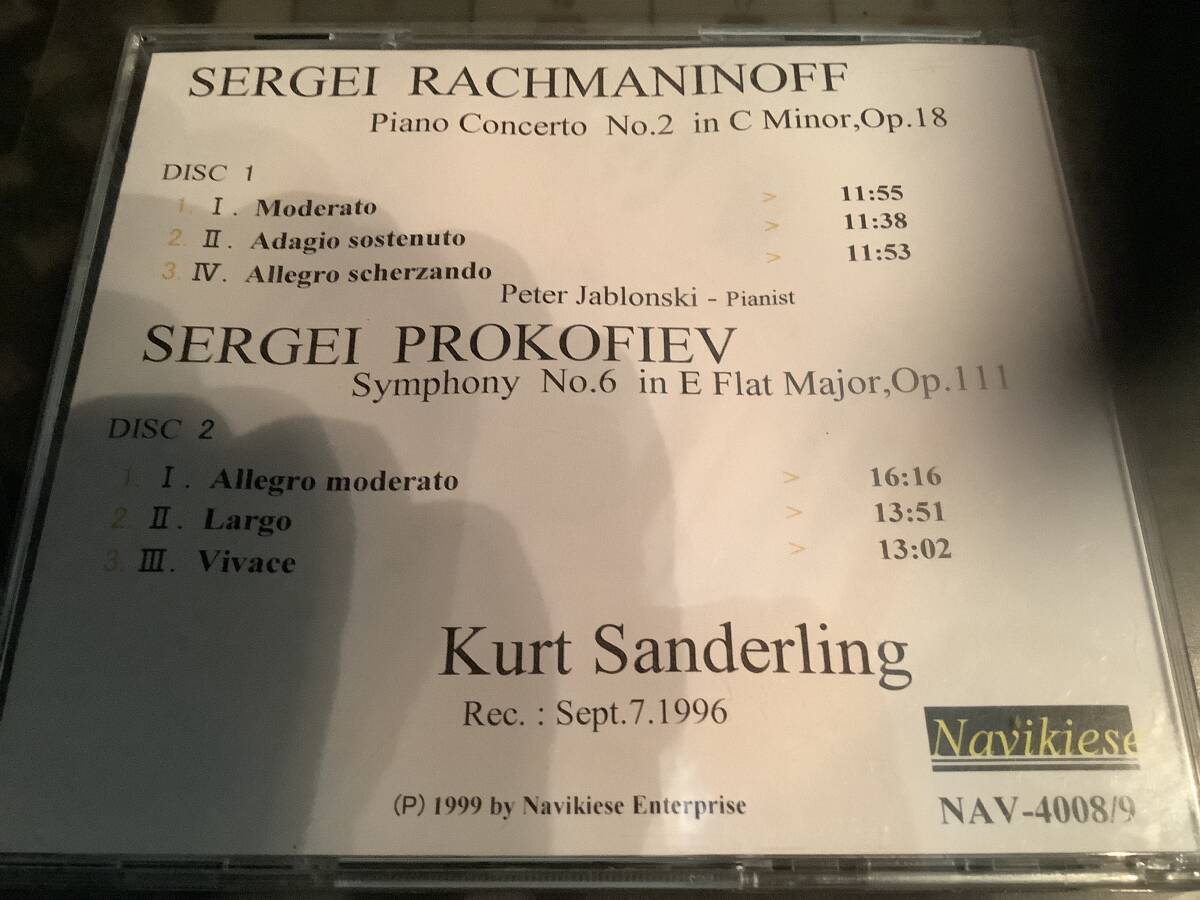 SERGEI RACHMANINOFF
Piano Concerto No.2 in C Minor,Op.18
DISC 1
1. Ⅰ. Moderato > 11:55
2. Ⅱ. Adagio sostenuto > 11:38
3. Ⅳ. Allegro scherzando > 11:53
Peter Jablonski - Pianist
SERGEI PROKOFIEV
Symphony No.6 in E Flat Major,Op.111
DISC 2
1. Ⅰ. Allegro moderato > 16:16
2. Ⅱ. Largo > 13:51
3. Ⅲ. Vivace > 13:02
Kurt Sanderling
Rec. : Sept.7.1996
Navikiese
(P) 1999 by Navikiese Enterprise
NAV-4008/9